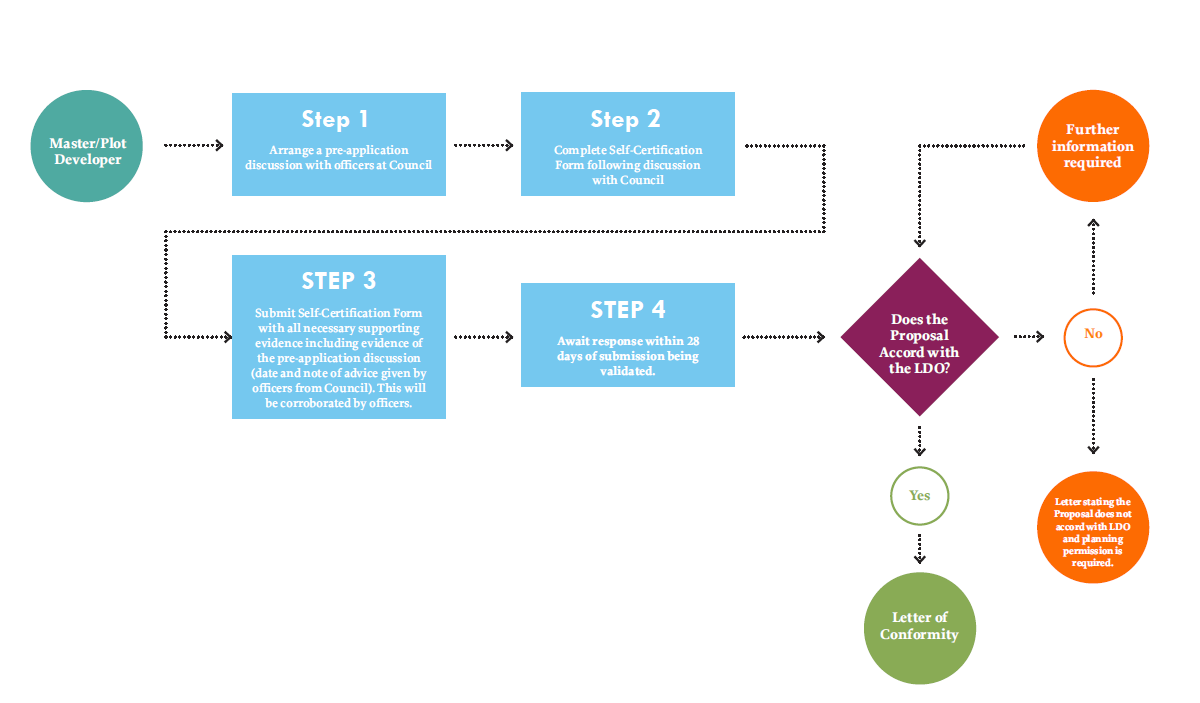 Master/Plot
Developer
Step 1
Arrange a pre-application
discussion with officers at Council
Step 2
Complete Self-Certification
Form following discussion
with Council
Further
information
required
STEP 3
Submit Self-Certification Form
with all necessary supporting
evidence including evidence of
the pre-application discussion
(date and note of advice given by
officers from Council). This will
be corroborated by officers.
STEP 4
Await response within 28
days of submission being
validated.
Does the
Proposal
Accord with
the LDO?
No
Yes
Letter stating the
Proposal does not
accord with LDO
and planning
permission is
required.
Letter of
Conformity